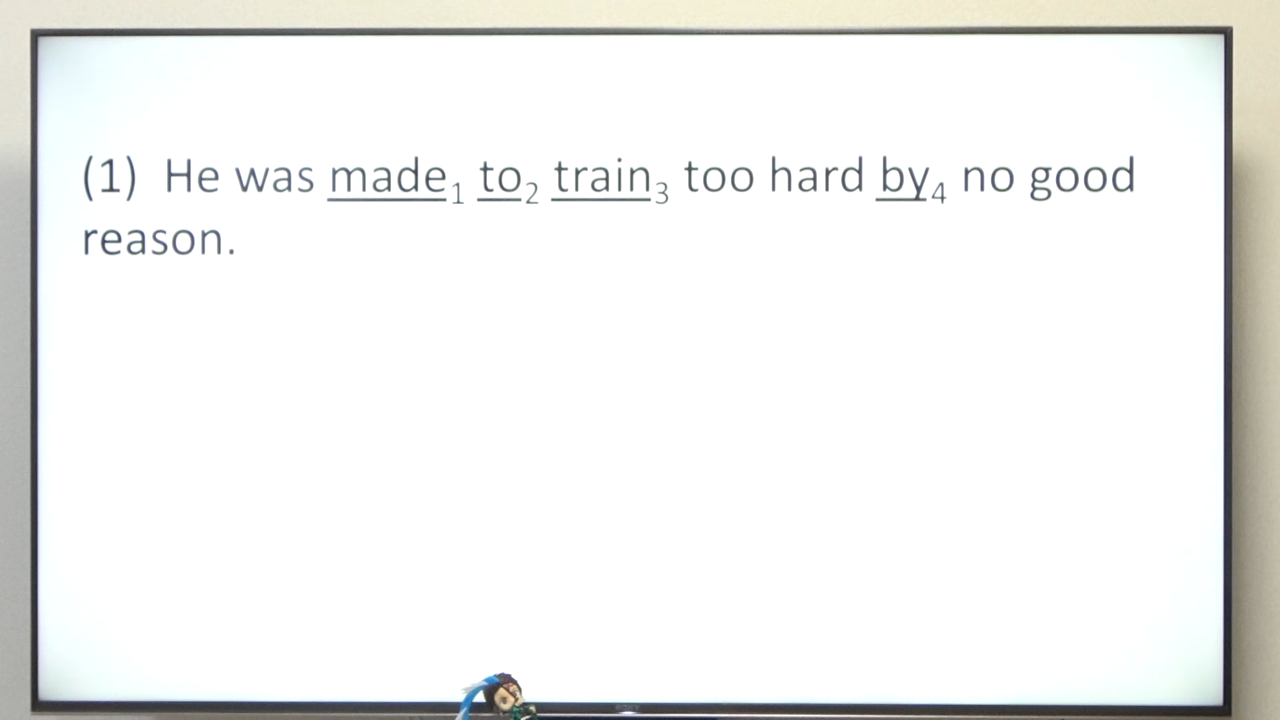 (1) He was made₁ to₂ train₃ too hard by₄ no good
reason.